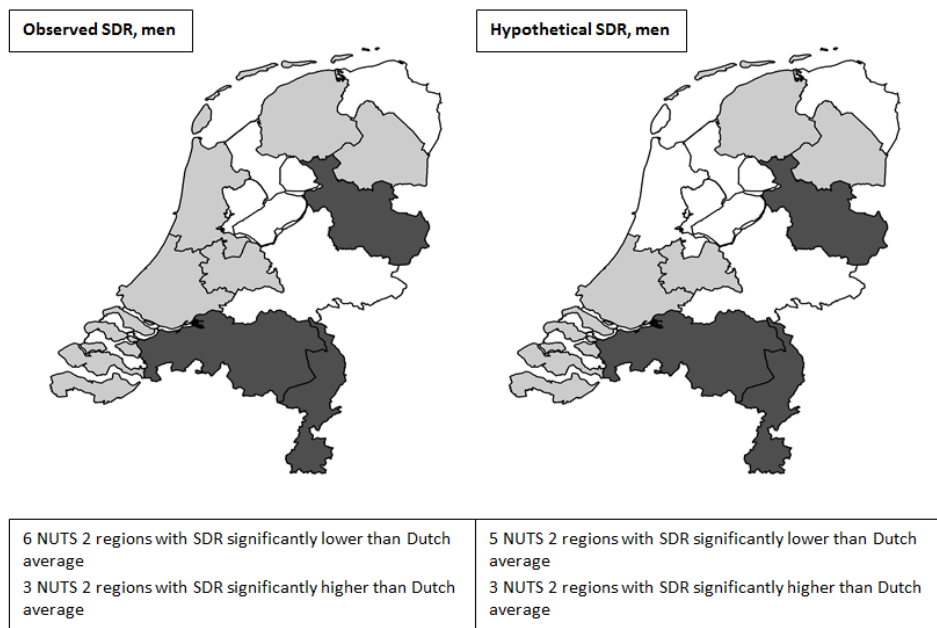 Observed SDR, men
Hypothetical SDR, men
6 NUTS 2 regions with SDR significantly lower than Dutch
average
3 NUTS 2 regions with SDR significantly higher than Dutch
average
5 NUTS 2 regions with SDR significantly lower than Dutch
average
3 NUTS 2 regions with SDR significantly higher than Dutch
average